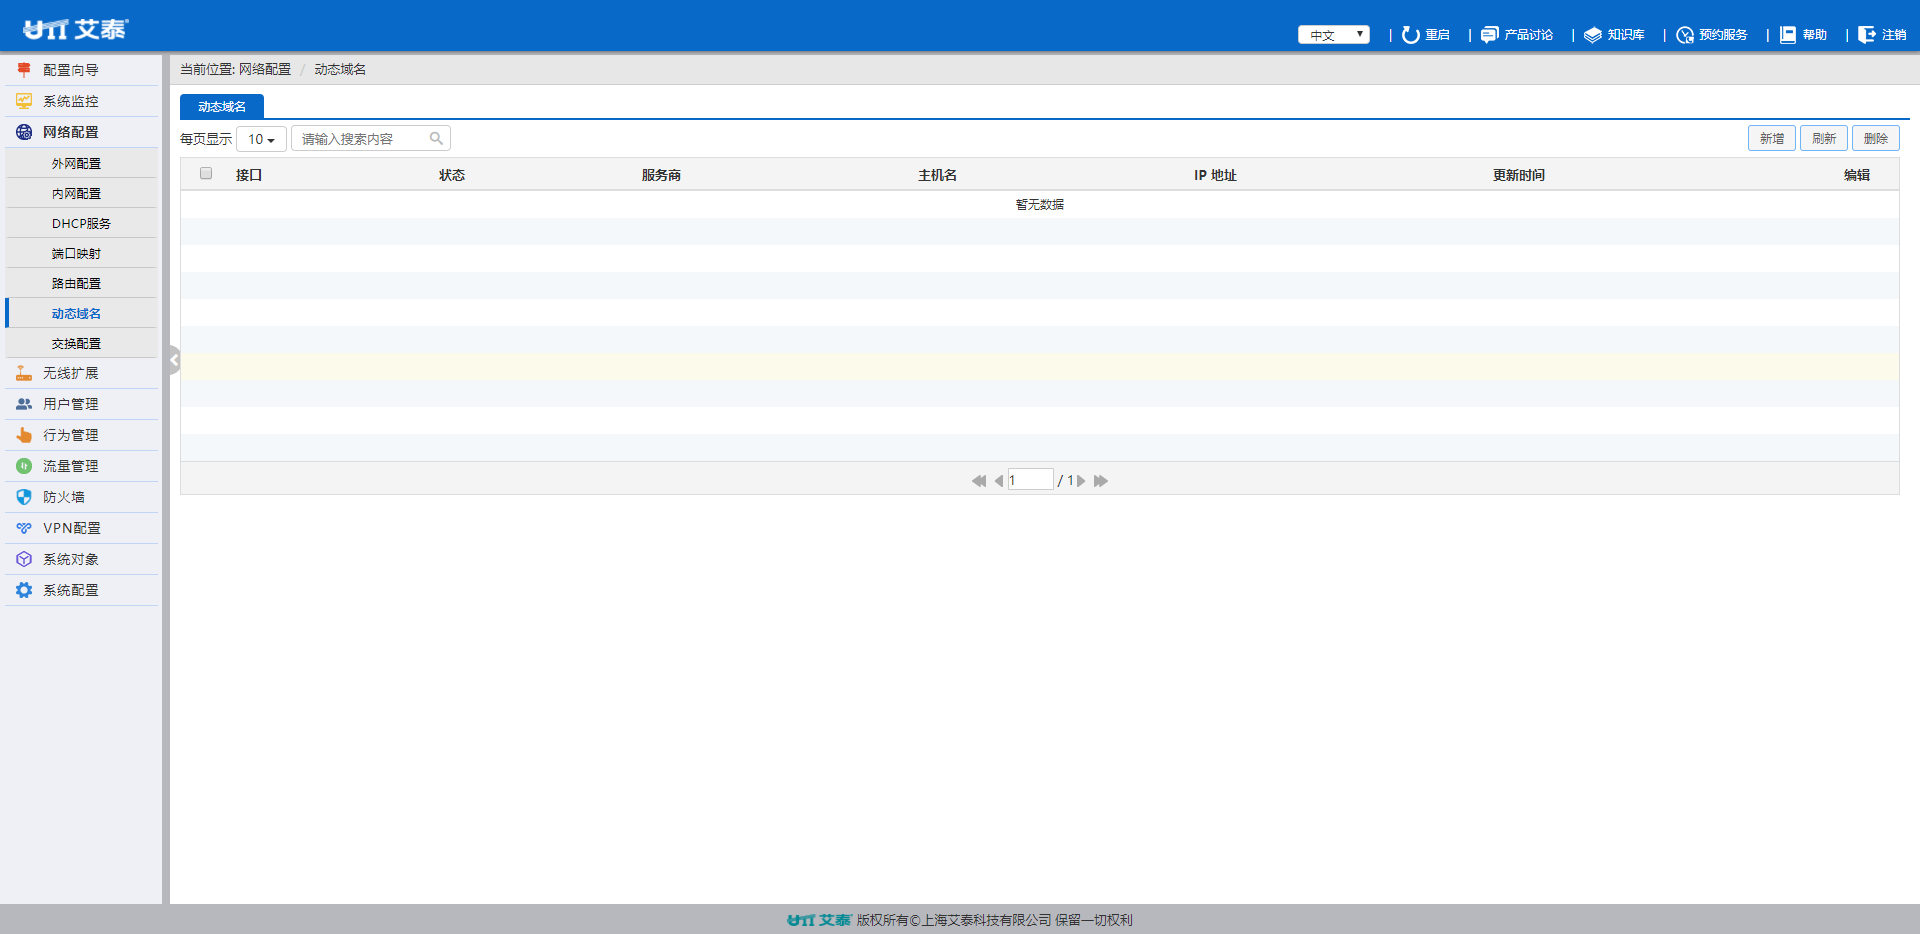 UTT 艾泰
中文 | 重启 | 产品讨论 | 知识库 | 预约服务 | 帮助 | 注销
配置向导
系统监控
网络配置
外网配置
内网配置
DHCP服务
端口映射
路由配置
动态域名
交换配置
无线扩展
用户管理
行为管理
流量管理
防火墙
VPN配置
系统对象
系统配置
当前位置: 网络配置 / 动态域名
动态域名
每页显示 10 请输入搜索内容 新增 刷新 删除
接口 状态 服务商 主机名 IP 地址 更新时间 编辑
暂无数据
1 / 1
UTT 艾泰 版权所有©上海艾泰科技有限公司 保留一切权利